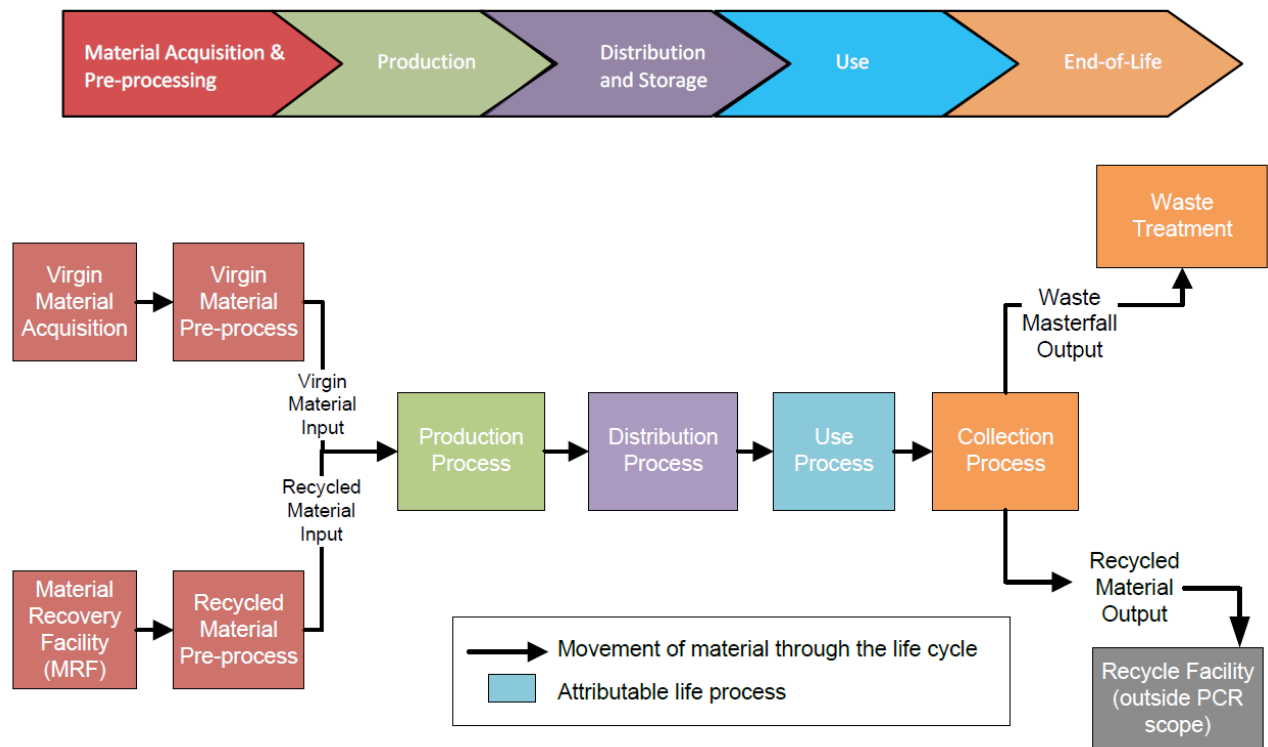 Material Acquisition &
Pre-processing
Production
Distribution
and Storage
Use
End-of-Life
Waste
Treatment
Virgin
Material
Acquisition
Virgin
Material
Pre-process
Waste
Masterfall
Output
Virgin
Material
Input
Production
Process
Distribution
Process
Use
Process
Collection
Process
Recycled
Material
Input
Material
Recovery
Facility
(MRF)
Recycled
Material
Pre-process
Recycled
Material
Output
Movement of material through the life cycle
Attributable life process
Recycle Facility
(outside PCR
scope)